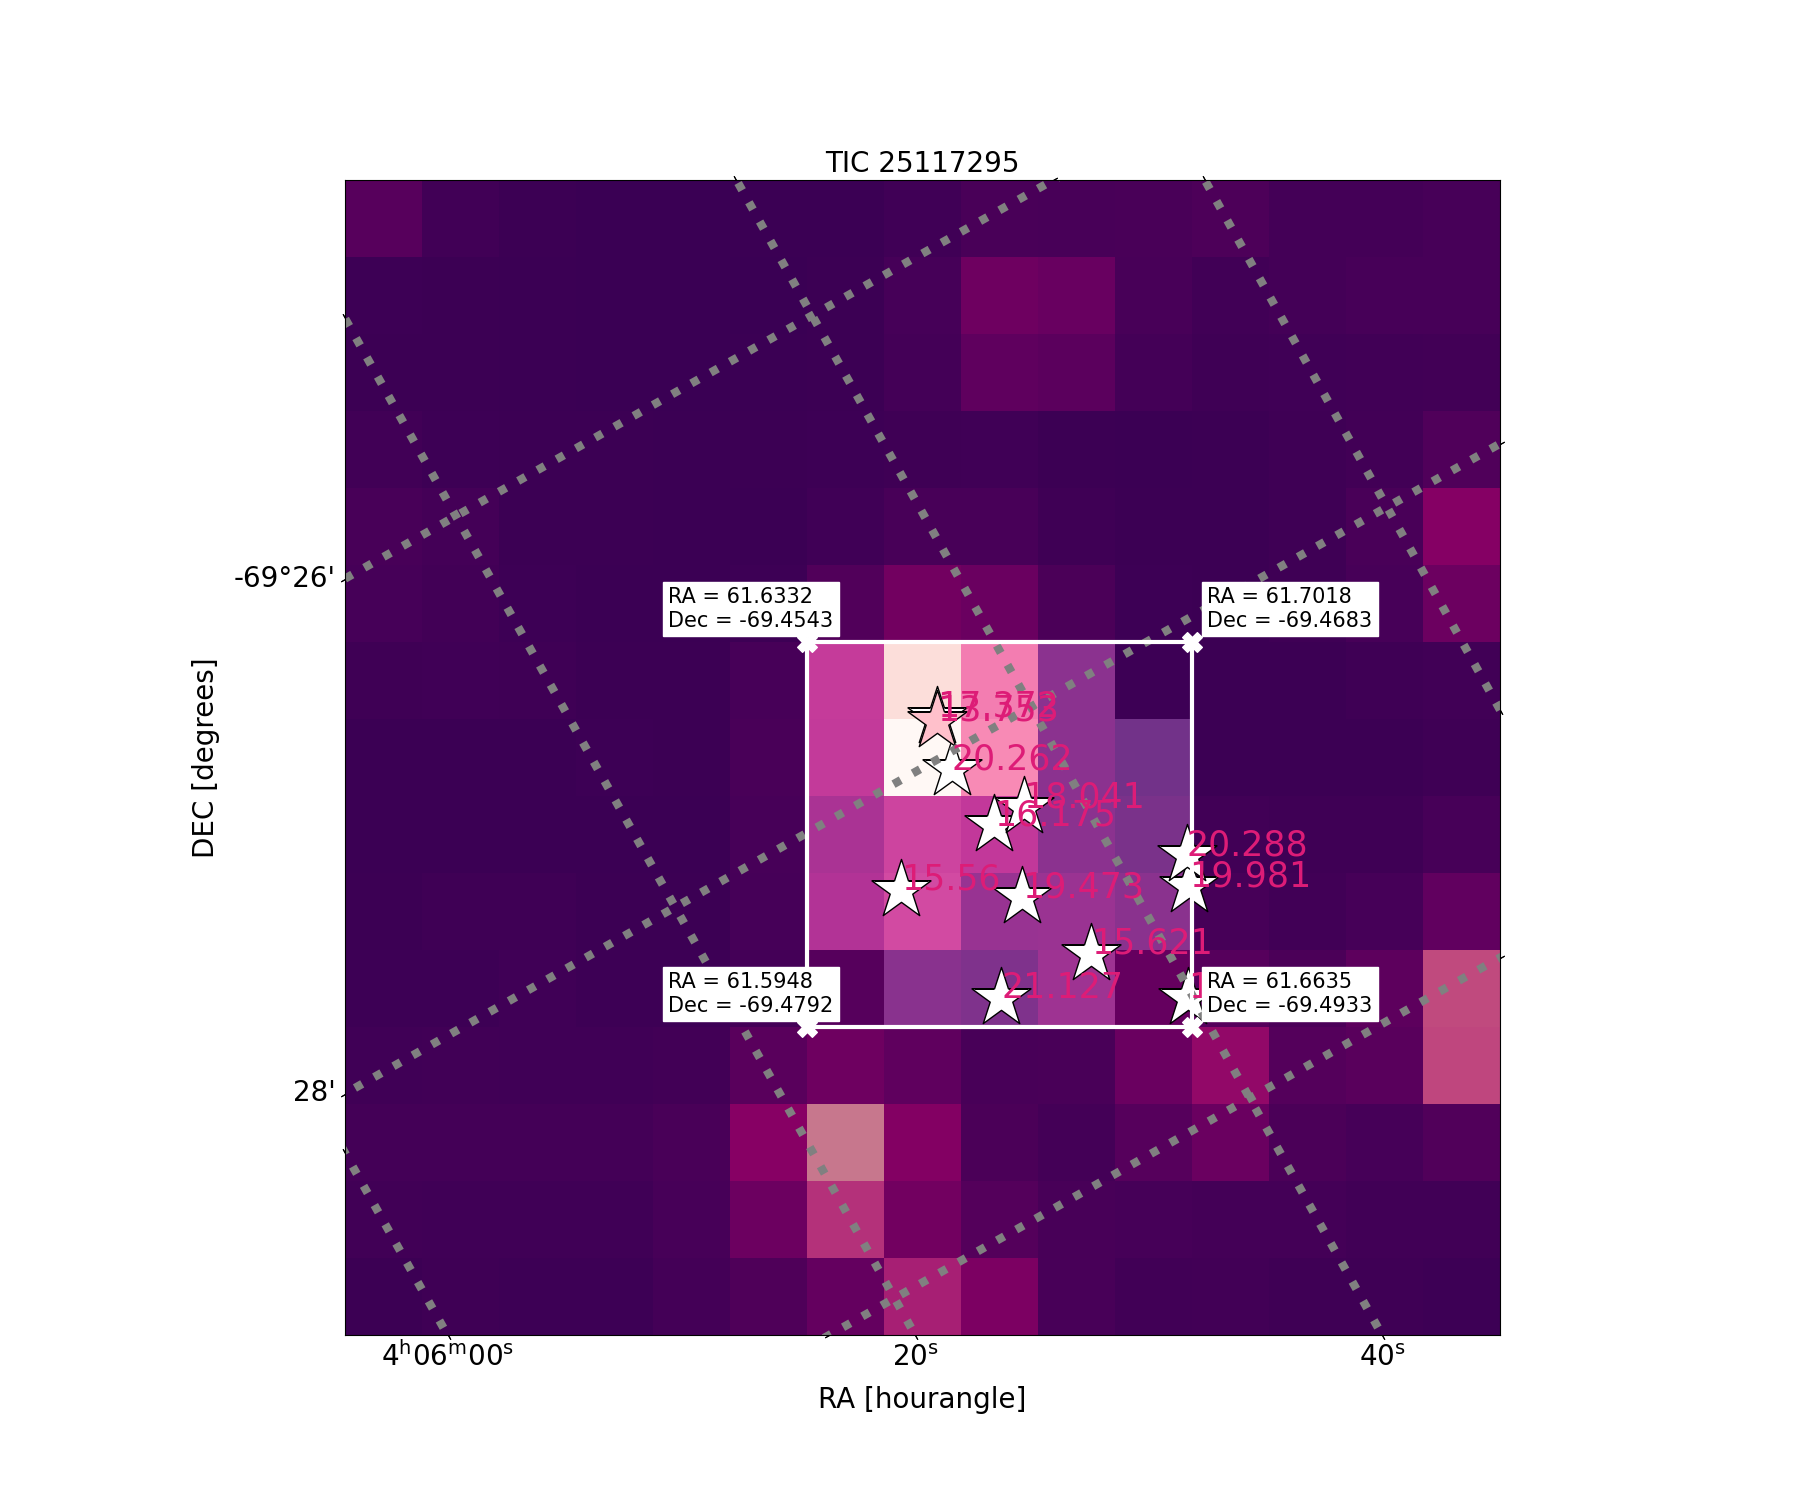 TIC 25117295
-69°26'
RA = 61.6332
Dec = -69.4543
RA = 61.7018
Dec = -69.4683
20.262
18.041
16.175
20.288
19.981
15.56
19.473
15.621
21.127
RA = 61.5948
Dec = -69.4792
RA = 61.6635
Dec = -69.4933
28'
DEC [degrees]
4h06m00s
20s
40s
RA [hourangle]